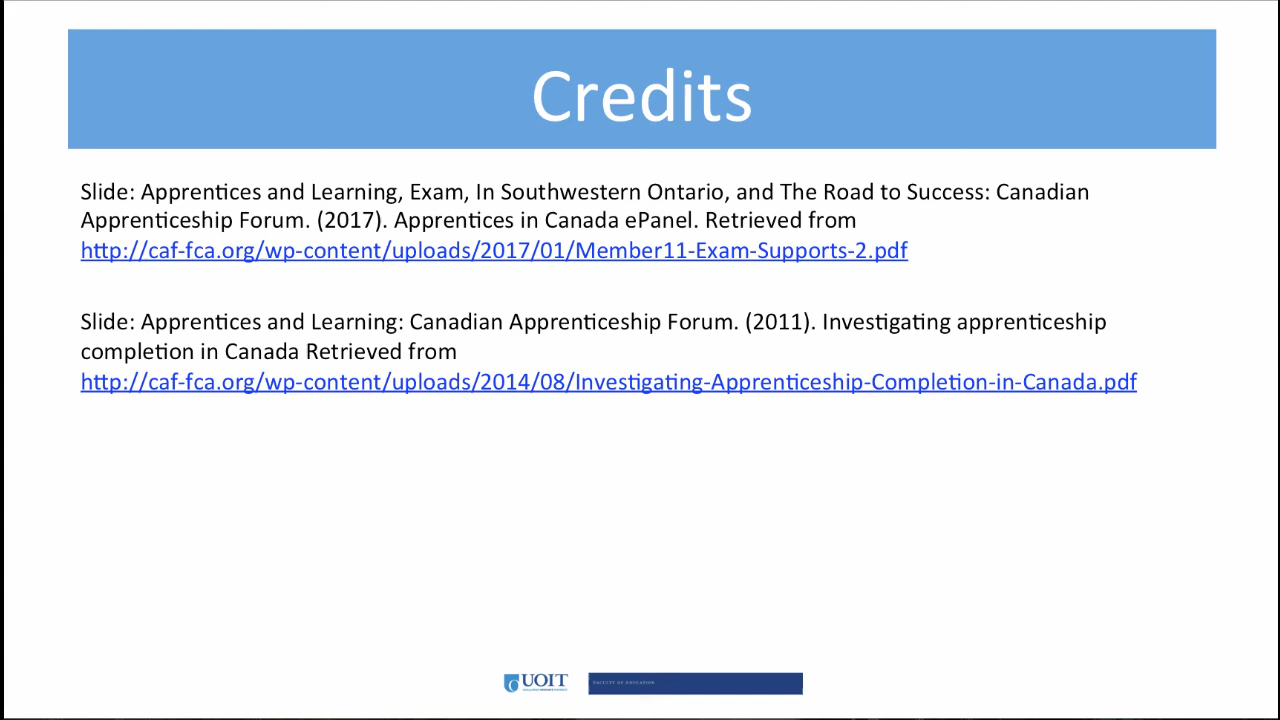 Credits
Slide: Apprentices and Learning, Exam, In Southwestern Ontario, and The Road to Success: Canadian
Apprenticeship Forum. (2017). Apprentices in Canada ePanel. Retrieved from
http://caf-fca.org/wp-content/uploads/2017/01/Member11-Exam-Supports-2.pdf
Slide: Apprentices and Learning: Canadian Apprenticeship Forum. (2011). Investigating apprenticeship
completion in Canada Retrieved from
http://caf-fca.org/wp-content/uploads/2014/08/Investigating-Apprenticeship-Completion-in-Canada.pdf
UOIT
FACULTY OF EDUCATION